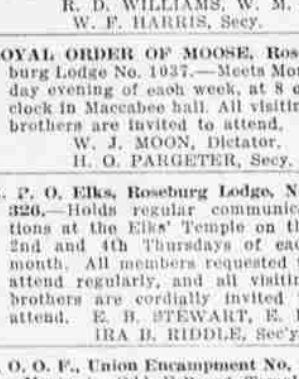 R. D. WILLIAMS, W. M.
W. F. HARRIS, Secy.
OYAL ORDER OF MOOSE, Rose
burg Lodge No. 1037.—Meets Mon
day evening of each week, at 8 o
clock in Maccabee hall. All visitin
brothers are invited to attend.
W. J. MOON, Dictator.
H. O. PARGETER, Secy.
. P. O. Elks, Roseburg Lodge, N
326.—Holds regular communica
tions at the Elks' Temple on th
2nd and 4th Thursdays of eac
month. All members requested t
attend regularly, and all visitin
brothers are cordially invited
attend. E. B. STEWART, E. R
IRA B. RIDDLE, Sec'y
O. O. F., Union Encampment No.